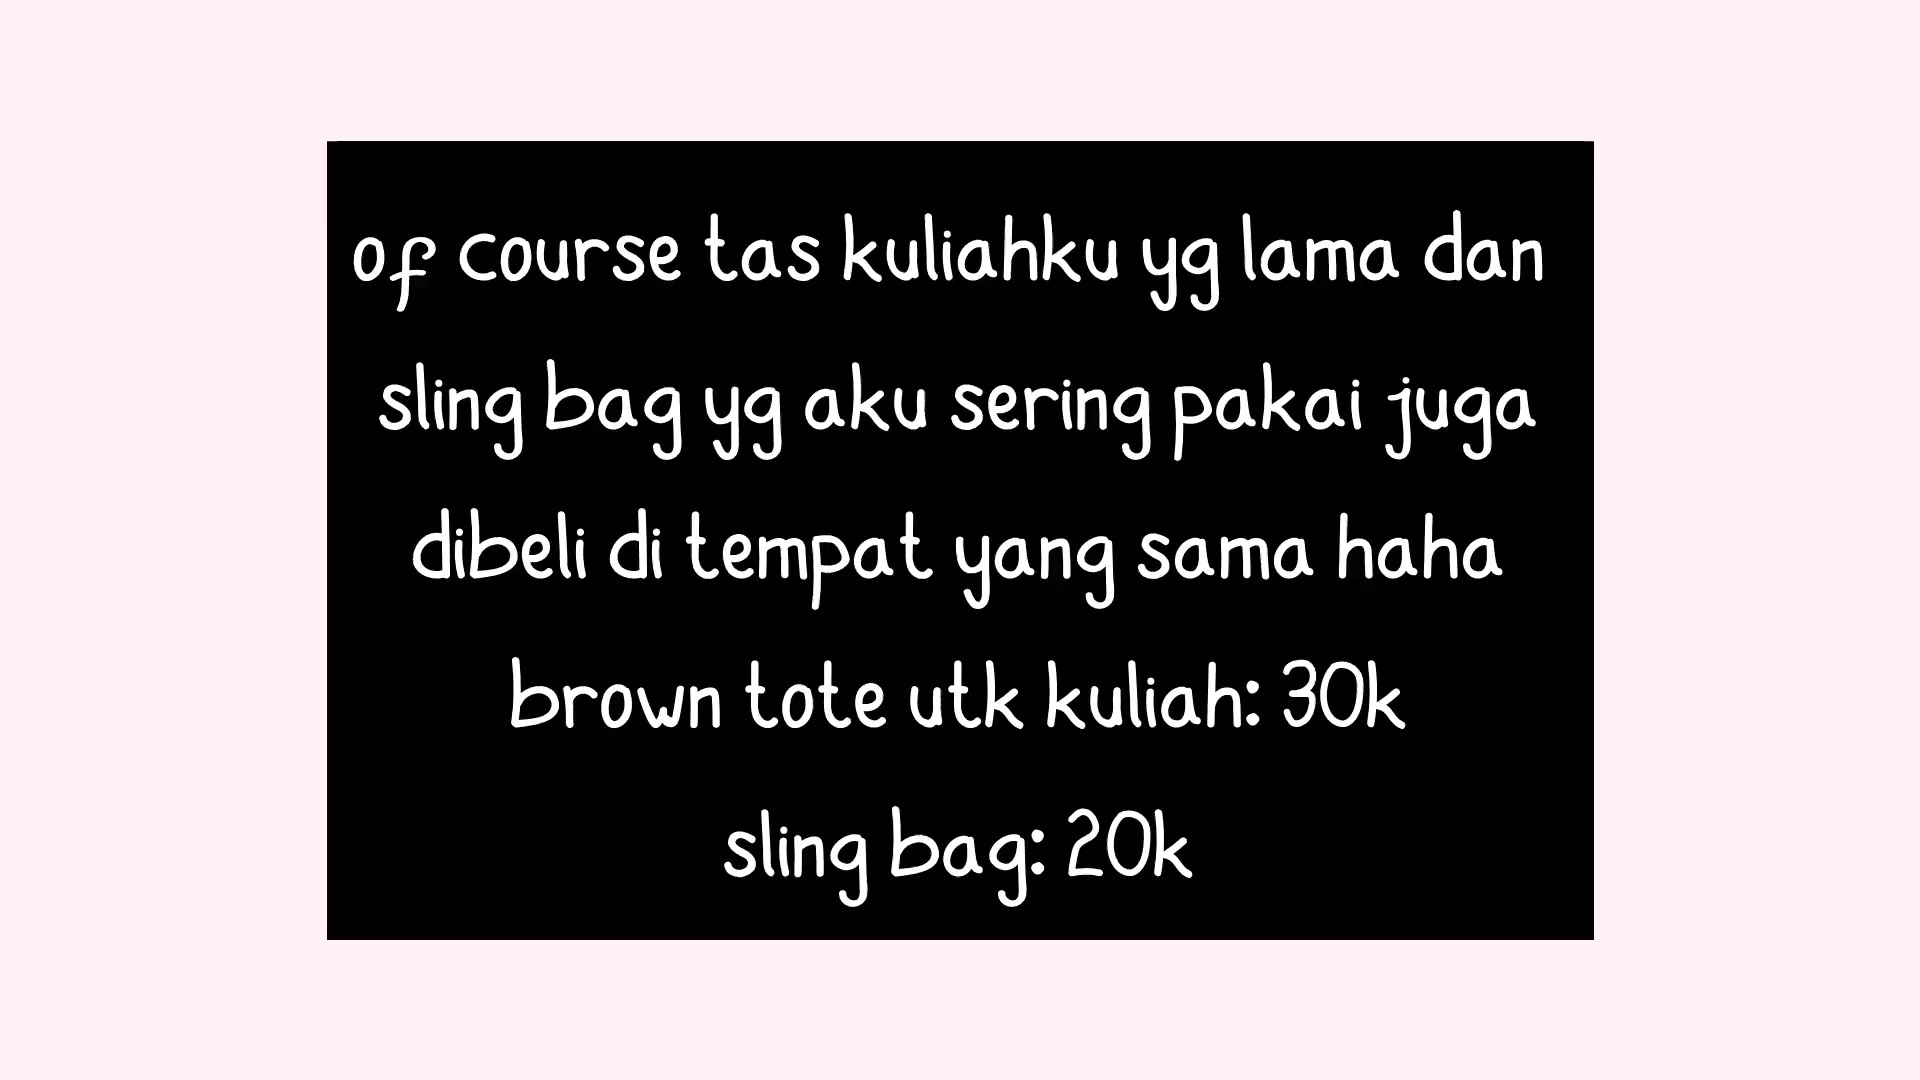 of course tas kuliahku yg lama dan
sling bag yg aku sering pakai juga
dibeli di tempat yang sama haha
brown tote utk kuliah: 30k
sling bag: 20k